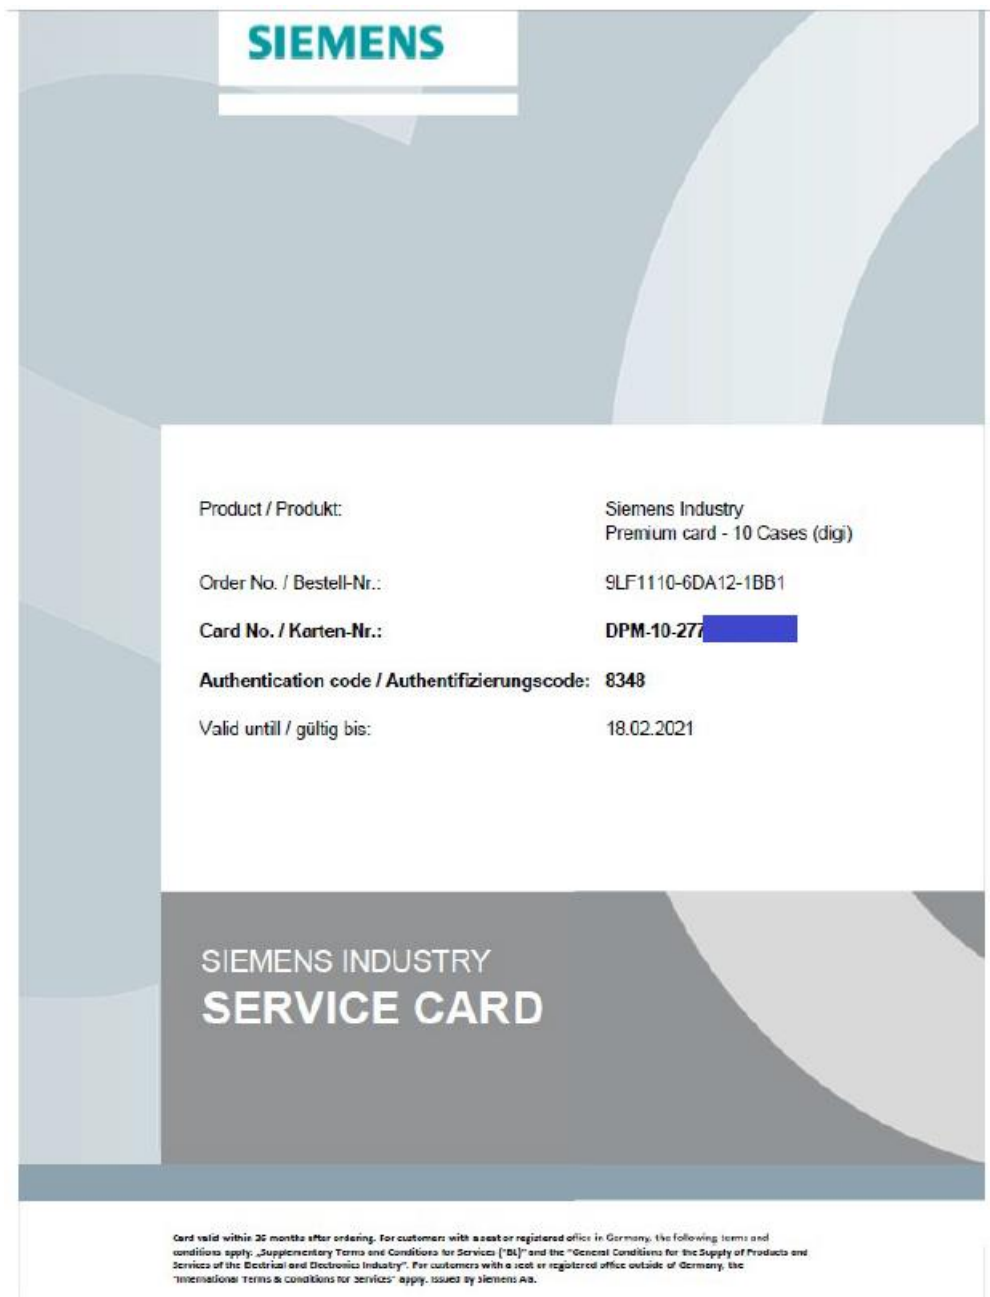 SIEMENS
Product / Produkt:
Siemens Industry
Premium card - 10 Cases (digi)
Order No. / Bestell-Nr.:
9LF1110-6DA12-1BB1
Card No. / Karten-Nr.:
DPM-10-277
Authentication code / Authentifizierungscode:
8348
Valid untill / gültig bis:
18.02.2021
SIEMENS INDUSTRY
SERVICE CARD
Card valid within 26 months after ordering. For customers with a seat or registered office in Germany, the following terms and
conditions apply: „Supplementary Terms and Conditions for Services ("BL)" and the "General Conditions for the Supply of Products and
Services of the Electrical and Electronics Industry". For customers with a seat or registered office outside of Germany, the
"International Terms & Conditions for Services" apply. Issued by Siemens AG.